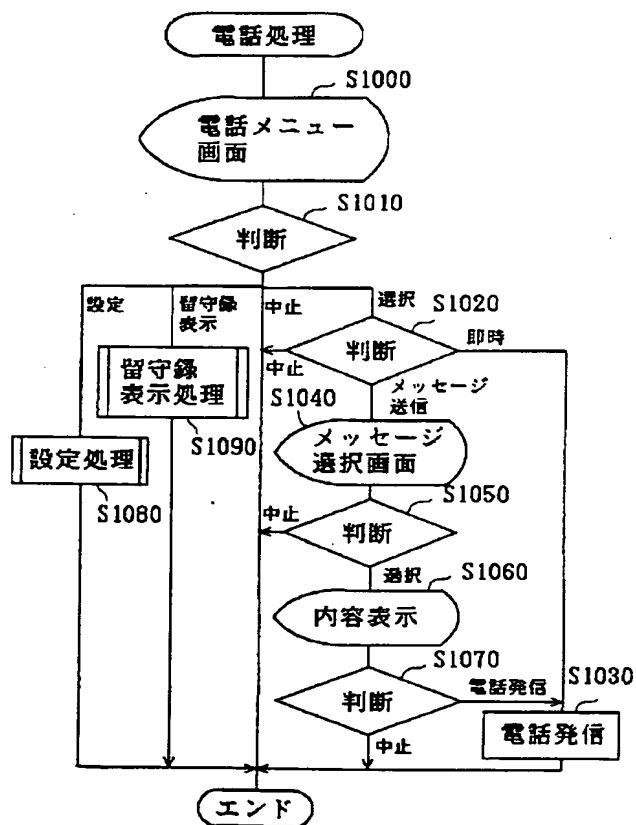 電話処理
S1000
電話メニュー
画面
S1010
判断
設定
留守録
表示
中止
選択
S1020
判断
即時
中止
留守録
表示処理
S1090
メッセージ
送信
S1040
メッセージ
選択画面
設定処理
S1080
S1050
判断
中止
選択
S1060
内容表示
S1070
判断
電話発信
S1030
電話発信
中止
エンド